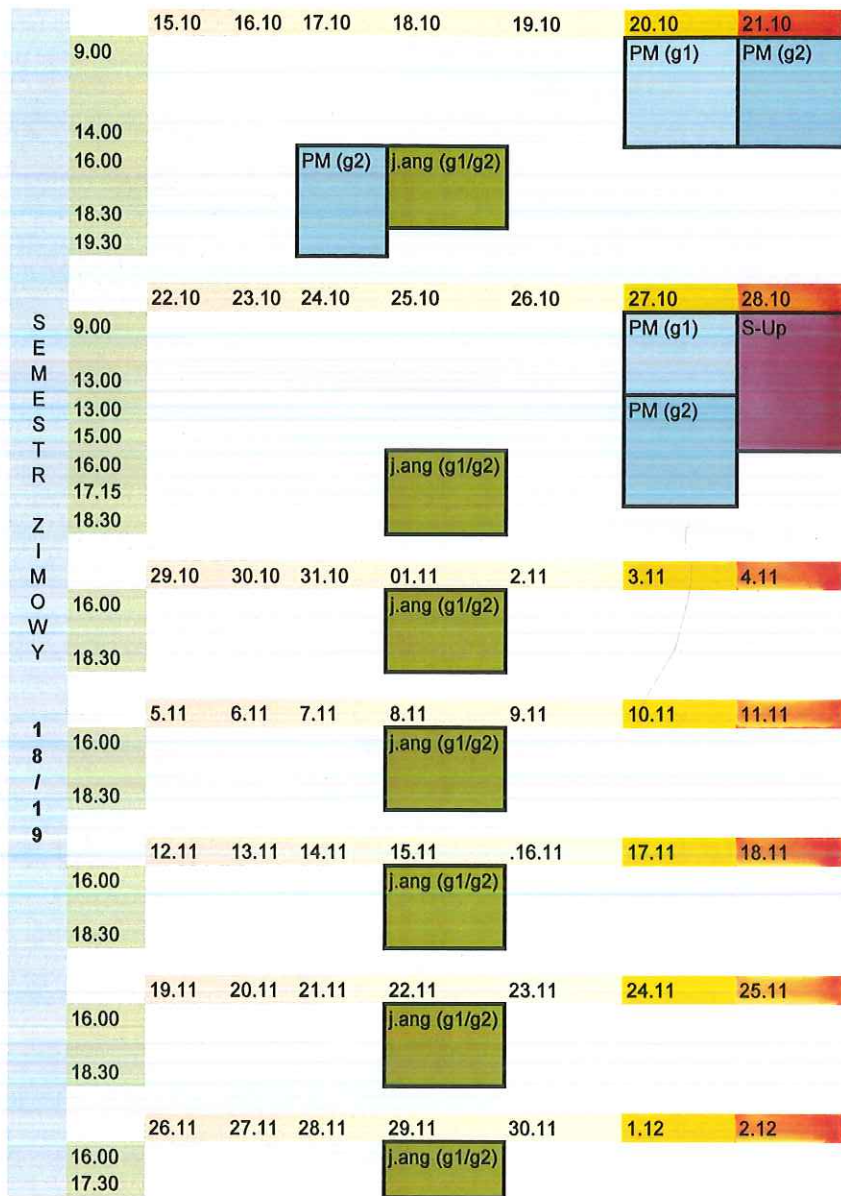 SEMESTR ZIMOWY 18/19
15.10 16.10 17.10 18.10 19.10 20.10 21.10
9.00 PM (g1) PM (g2)
14.00
16.00 PM (g2) j.ang (g1/g2)
18.30
19.30
22.10 23.10 24.10 25.10 26.10 27.10 28.10
9.00 PM (g1) S-Up
13.00
13.00 PM (g2)
15.00
16.00 j.ang (g1/g2)
17.15
18.30
29.10 30.10 31.10 01.11 2.11 3.11 4.11
16.00 j.ang (g1/g2)
18.30
5.11 6.11 7.11 8.11 9.11 10.11 11.11
16.00 j.ang (g1/g2)
18.30
12.11 13.11 14.11 15.11 .16.11 17.11 18.11
16.00 j.ang (g1/g2)
18.30
19.11 20.11 21.11 22.11 23.11 24.11 25.11
16.00 j.ang (g1/g2)
18.30
26.11 27.11 28.11 29.11 30.11 1.12 2.12
16.00 j.ang (g1/g2)
17.30